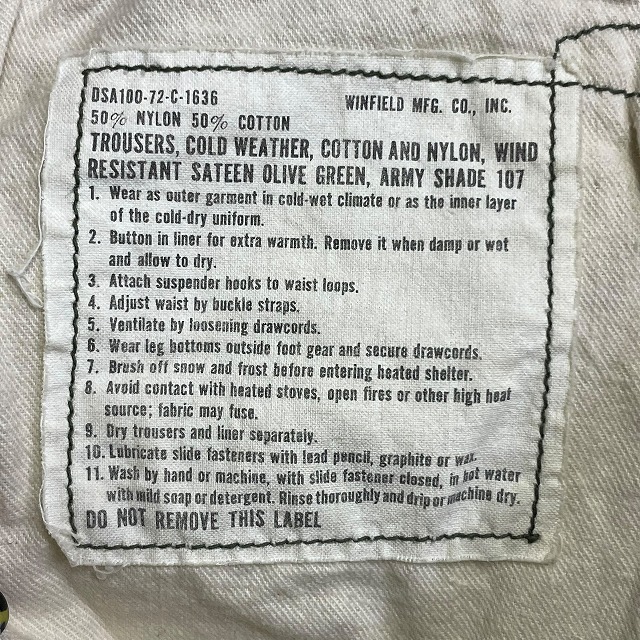 DSA100-72-C-1636 WINFIELD MFG. CO., INC.
50% NYLON 50% COTTON
TROUSERS, COLD WEATHER, COTTON AND NYLON, WIND
RESISTANT SATEEN OLIVE GREEN, ARMY SHADE 107
1. Wear as outer garment in cold-wet climate or as the inner layer
of the cold-dry uniform.
2. Button in liner for extra warmth. Remove it when damp or wet
and allow to dry.
3. Attach suspender hooks to waist loops.
4. Adjust waist by buckle straps.
5. Ventilate by loosening drawcords.
6. Wear leg bottoms outside foot gear and secure drawcords.
7. Brush off snow and frost before entering heated shelter.
8. Avoid contact with heated stoves, open fires or other high heat
source; fabric may fuse.
9. Dry trousers and liner separately.
10. Lubricate slide fasteners with lead pencil, graphite or wax.
11. Wash by hand or machine, with slide fastener closed, in hot water
with mild soap or detergent. Rinse thoroughly and drip or machine dry.
DO NOT REMOVE THIS LABEL